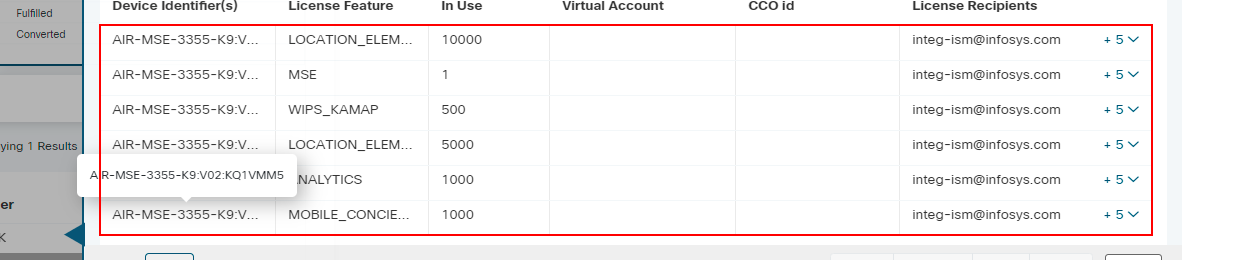 Device Identifier(s) License Feature In Use Virtual Account CCO id License Recipients
Fulfilled
Converted
AIR-MSE-3355-K9:V... LOCATION_ELEM... 10000 integ-ism@infosys.com + 5
AIR-MSE-3355-K9:V... MSE 1 integ-ism@infosys.com + 5
AIR-MSE-3355-K9:V... WIPS_KAMAP 500 integ-ism@infosys.com + 5
ying 1 Results
AIR-MSE-3355-K9:V... LOCATION_ELEM... 5000 integ-ism@infosys.com + 5
AIR-MSE-3355-K9:V02:KQ1VMM5
NALYTICS 1000 integ-ism@infosys.com + 5
er
AIR-MSE-3355-K9:V... MOBILE_CONCIE... 1000 integ-ism@infosys.com + 5
K